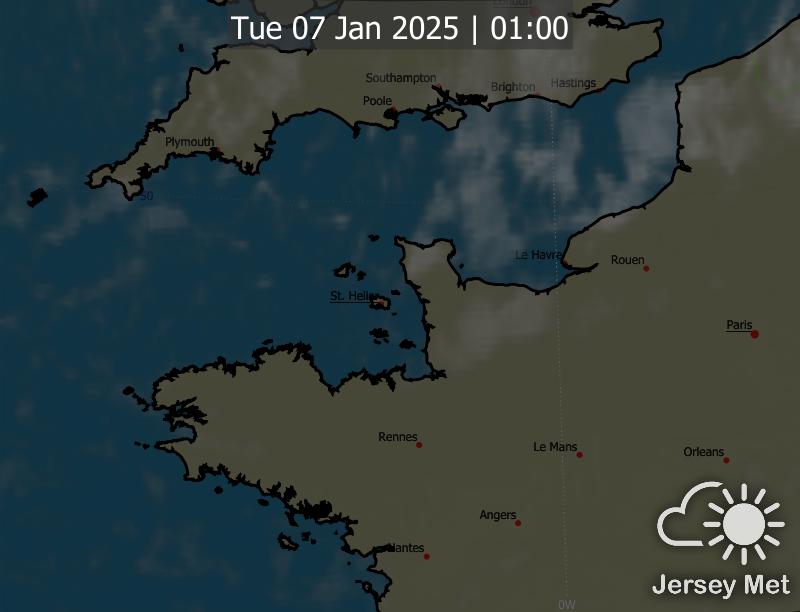 London
Tue 07 Jan 2025 | 01:00
Southampton
Brighton
Hastings
Poole
Plymouth
50
Le Havre
Rouen
St. Helier
Paris
Rennes
Le Mans
Orleans
Angers
Nantes
Jersey Met
0W